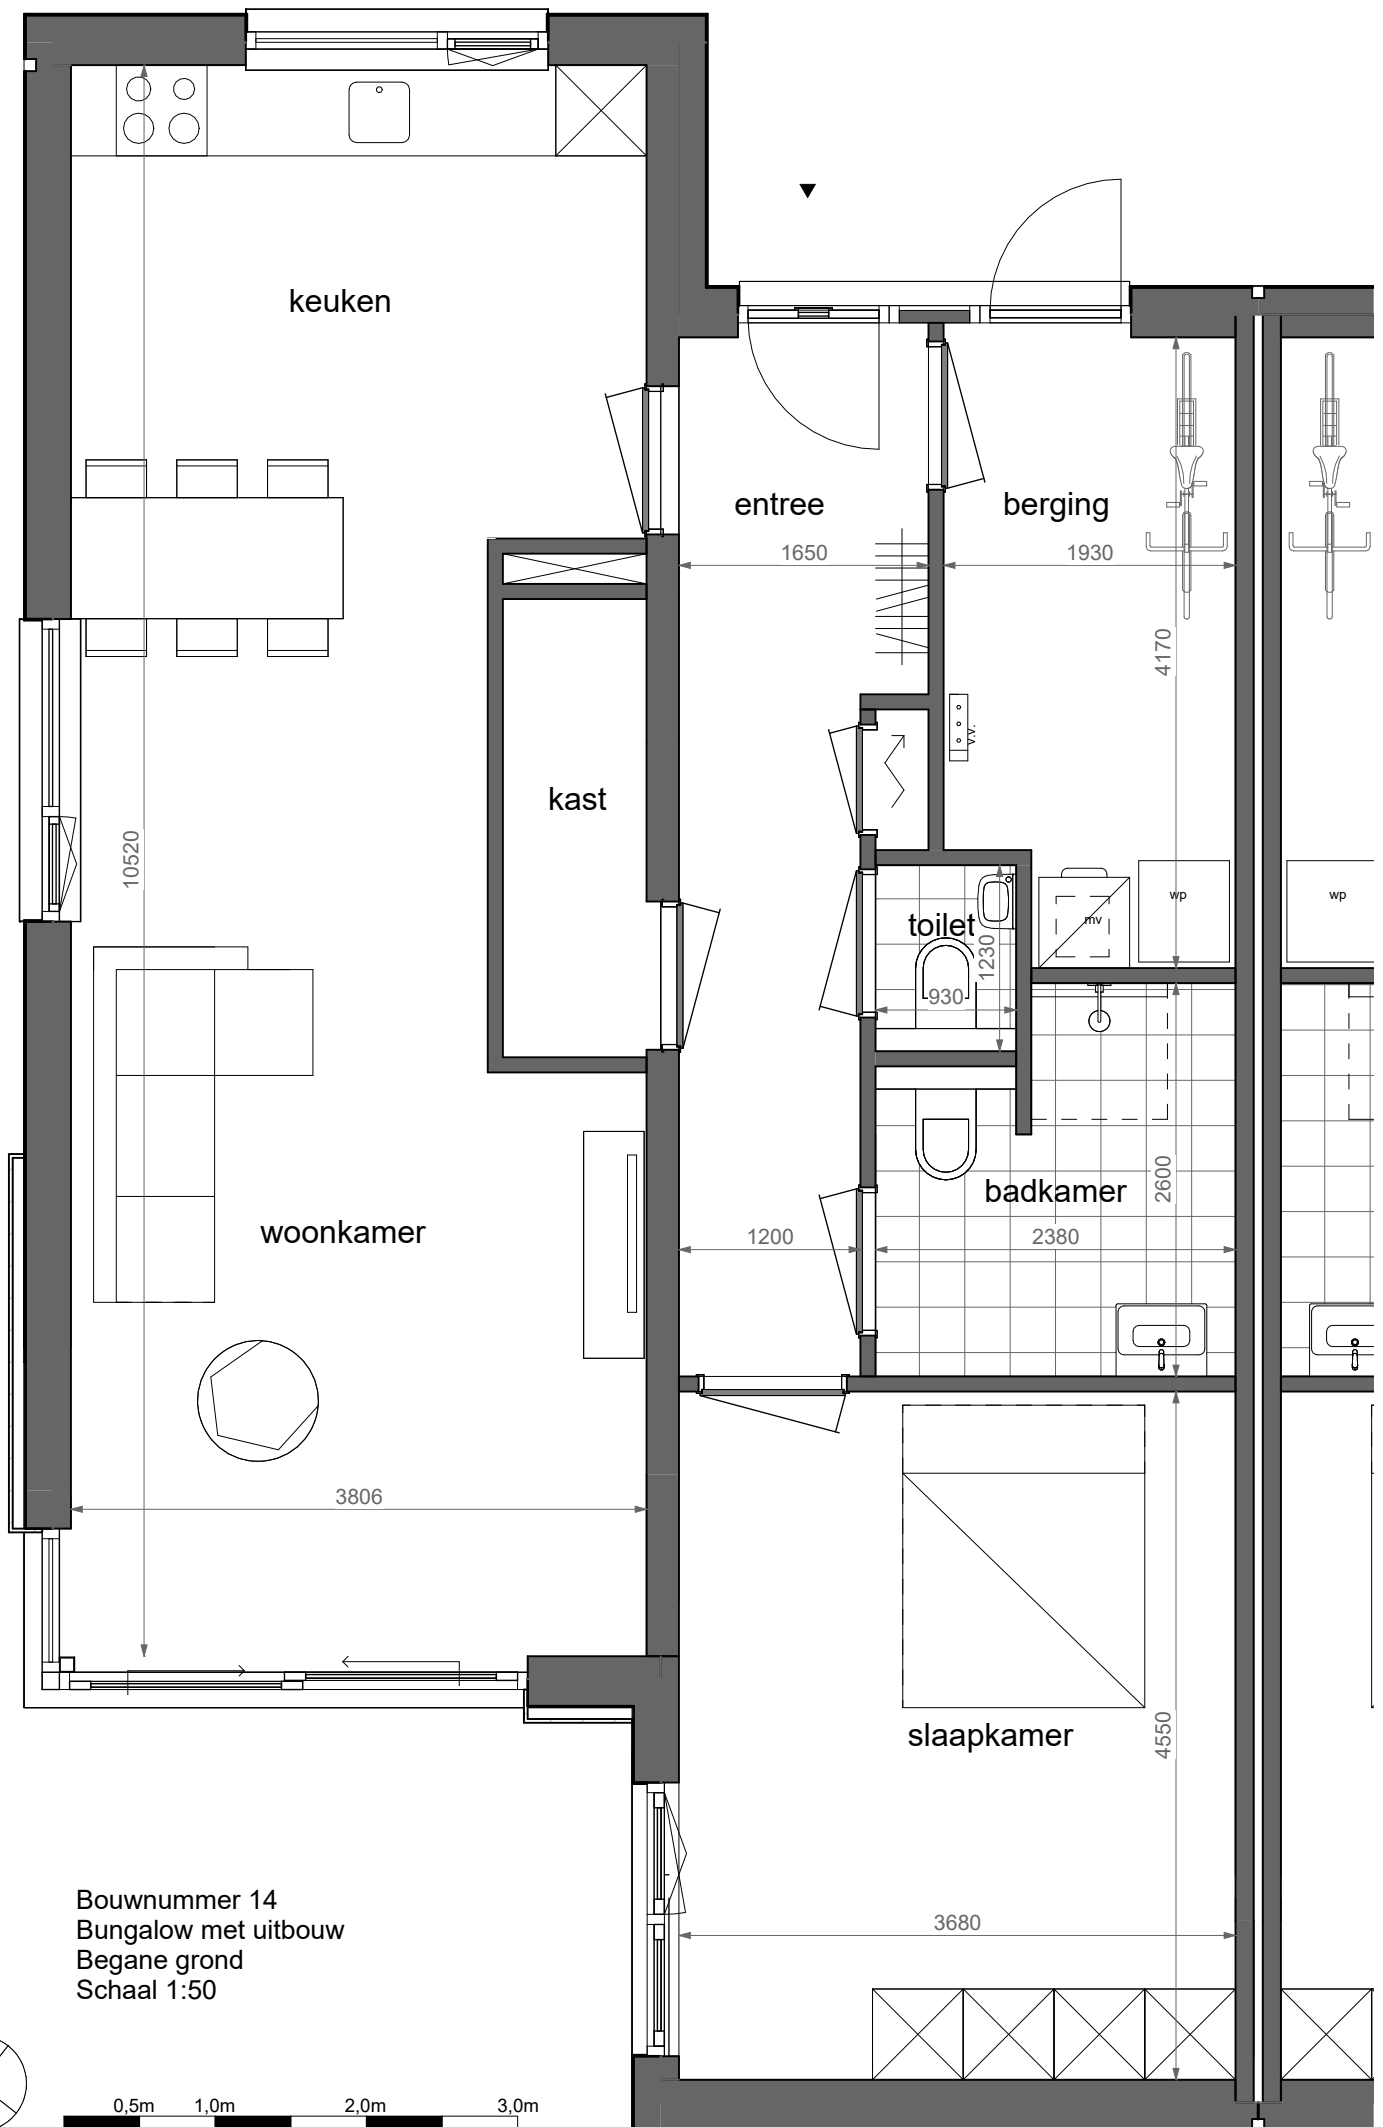 keuken
entree
berging
1650
1930
4170
v.v.
kast
10520
toilet
1230
930
mv
wp
wp
badkamer
2600
woonkamer
1200
2380
3806
slaapkamer
4550
3680
Bouwnummer 14
Bungalow met uitbouw
Begane grond
Schaal 1:50
0,5m 1,0m 2,0m 3,0m